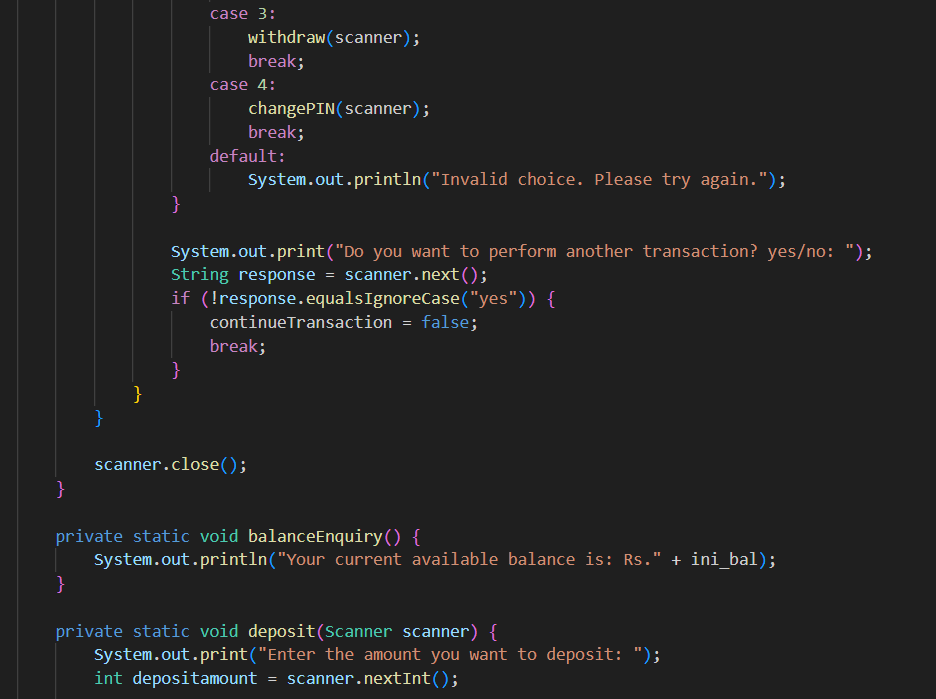 case 3:
withdraw(scanner);
break;
case 4:
changePIN(scanner);
break;
default:
System.out.println("Invalid choice. Please try again.");
}
System.out.print("Do you want to perform another transaction? yes/no: ");
String response = scanner.next();
if (!response.equalsIgnoreCase("yes")) {
continueTransaction = false;
break;
}
}
}
scanner.close();
}
private static void balanceEnquiry() {
System.out.println("Your current available balance is: Rs." + ini_bal);
}
private static void deposit(Scanner scanner) {
System.out.print("Enter the amount you want to deposit: ");
int depositamount = scanner.nextInt();